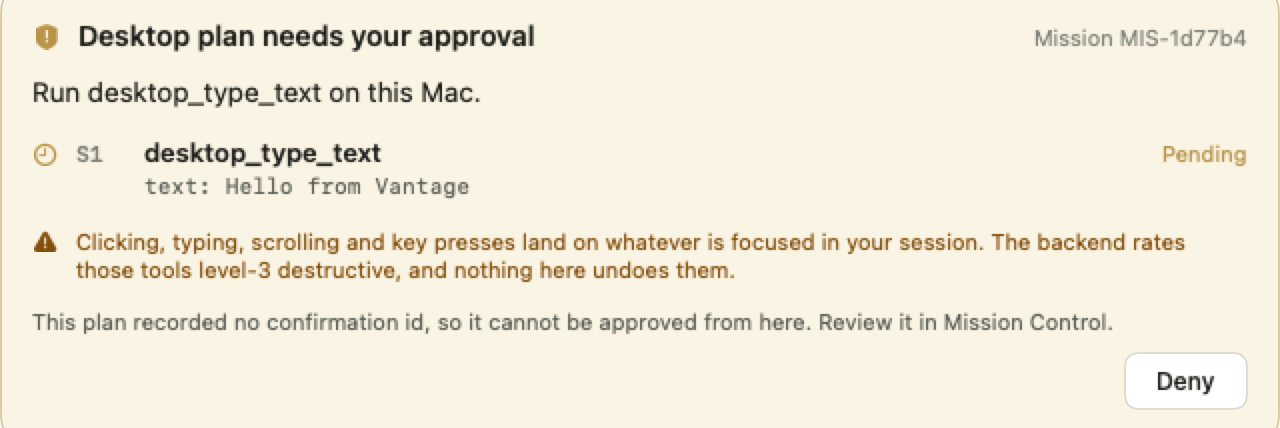 Desktop plan needs your approval
Mission MIS-1d77b4
Run desktop_type_text on this Mac.
S1 desktop_type_text
Pending
text: Hello from Vantage
Clicking, typing, scrolling and key presses land on whatever is focused in your session. The backend rates
those tools level-3 destructive, and nothing here undoes them.
This plan recorded no confirmation id, so it cannot be approved from here. Review it in Mission Control.
Deny